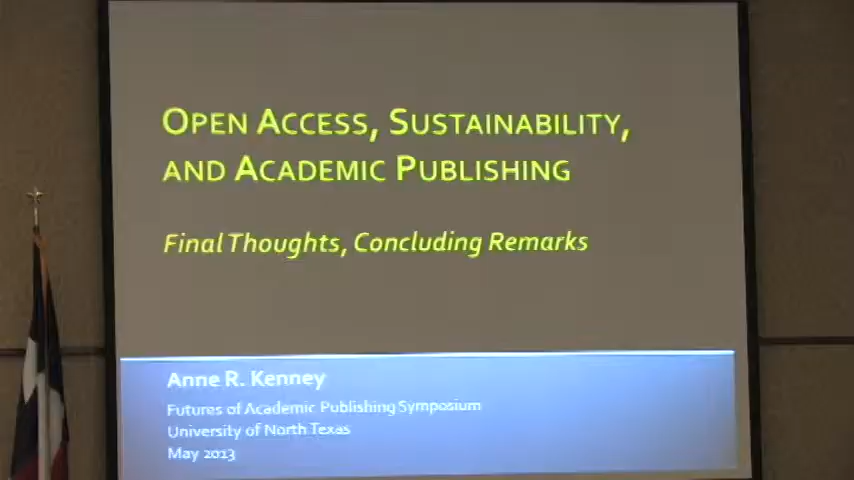 OPEN ACCESS, SUSTAINABILITY,
AND ACADEMIC PUBLISHING
Final Thoughts, Concluding Remarks
Anne R. Kenney
Futures of Academic Publishing Symposium
University of North Texas
May 2013